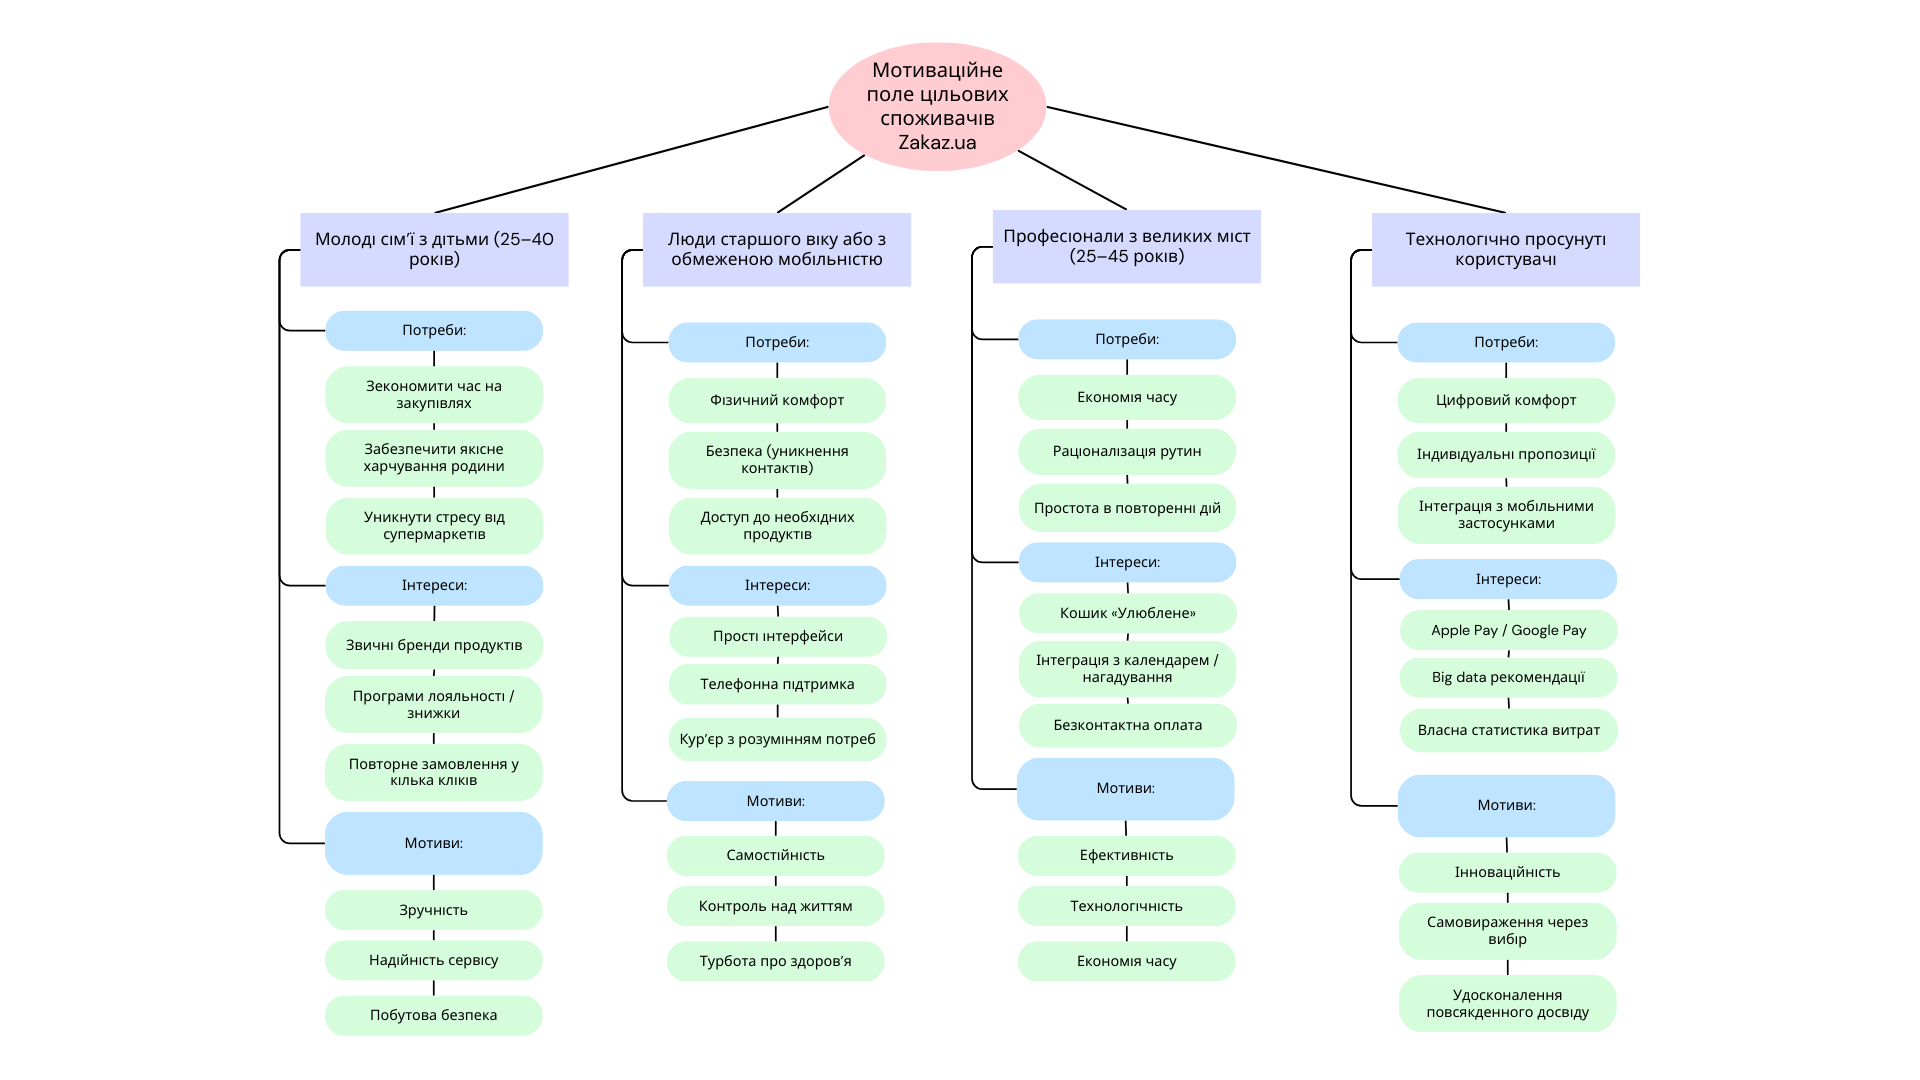 Мотиваційне
поле цільових
споживачів
Zakaz.ua
Молоді сім’ї з дітьми (25–40
років)
Потреби:
Зекономити час на
закупівлях
Забезпечити якісне
харчування родини
Уникнути стресу від
супермаркетів
Інтереси:
Звичні бренди продуктів
Програми лояльності /
знижки
Повторне замовлення у
кілька кліків
Мотиви:
Зручність
Надійність сервісу
Побутова безпека
Люди старшого віку або з
обмеженою мобільністю
Потреби:
Фізичний комфорт
Безпека (уникнення
контактів)
Доступ до необхідних
продуктів
Інтереси:
Прості інтерфейси
Телефонна підтримка
Кур’єр з розумінням потреб
Мотиви:
Самостійність
Контроль над життям
Турбота про здоров’я
Професіонали з великих міст
(25–45 років)
Потреби:
Економія часу
Раціоналізація рутин
Простота в повторенні дій
Інтереси:
Кошик «Улюблене»
Інтеграція з календарем /
нагадування
Безконтактна оплата
Мотиви:
Ефективність
Технологічність
Економія часу
Технологічно просунуті
користувачі
Потреби:
Цифровий комфорт
Індивідуальні пропозиції
Інтеграція з мобільними
застосунками
Інтереси:
Apple Pay / Google Pay
Big data рекомендації
Власна статистика витрат
Мотиви:
Інноваційність
Самовираження через
вибір
Удосконалення
повсякденного досвіду